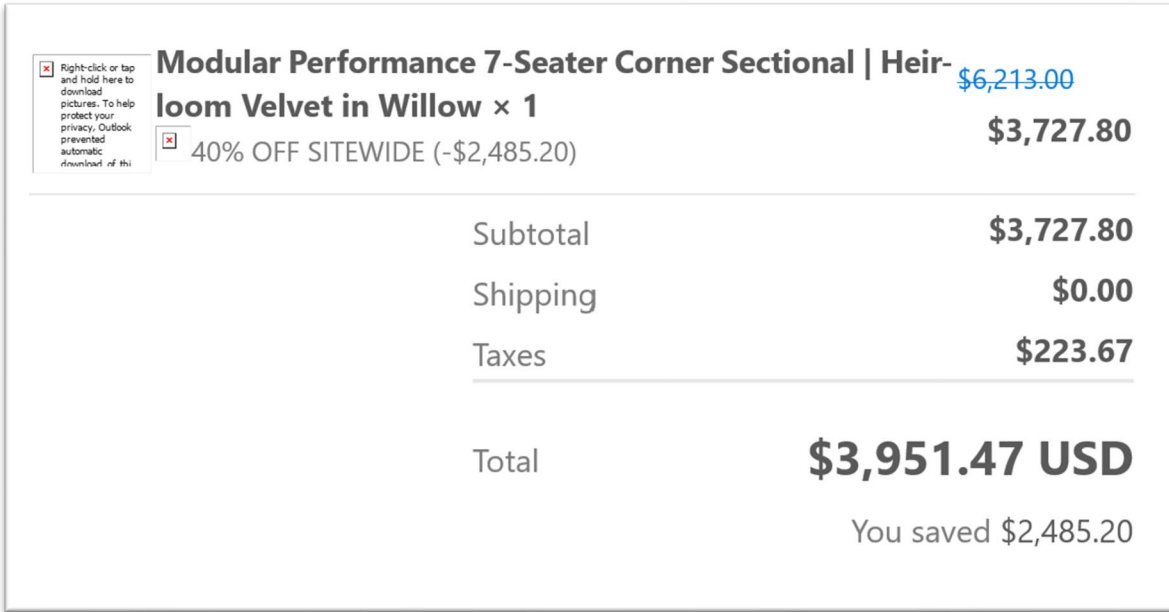 Right-click or tap
and hold here to
download
pictures. To help
protect your
privacy, Outlook
prevented
automatic
download of thi
Modular Performance 7-Seater Corner Sectional | Heir-
loom Velvet in Willow × 1
40% OFF SITEWIDE (-$2,485.20)
$6,213.00
$3,727.80
Subtotal $3,727.80
Shipping $0.00
Taxes $223.67
Total $3,951.47 USD
You saved $2,485.20